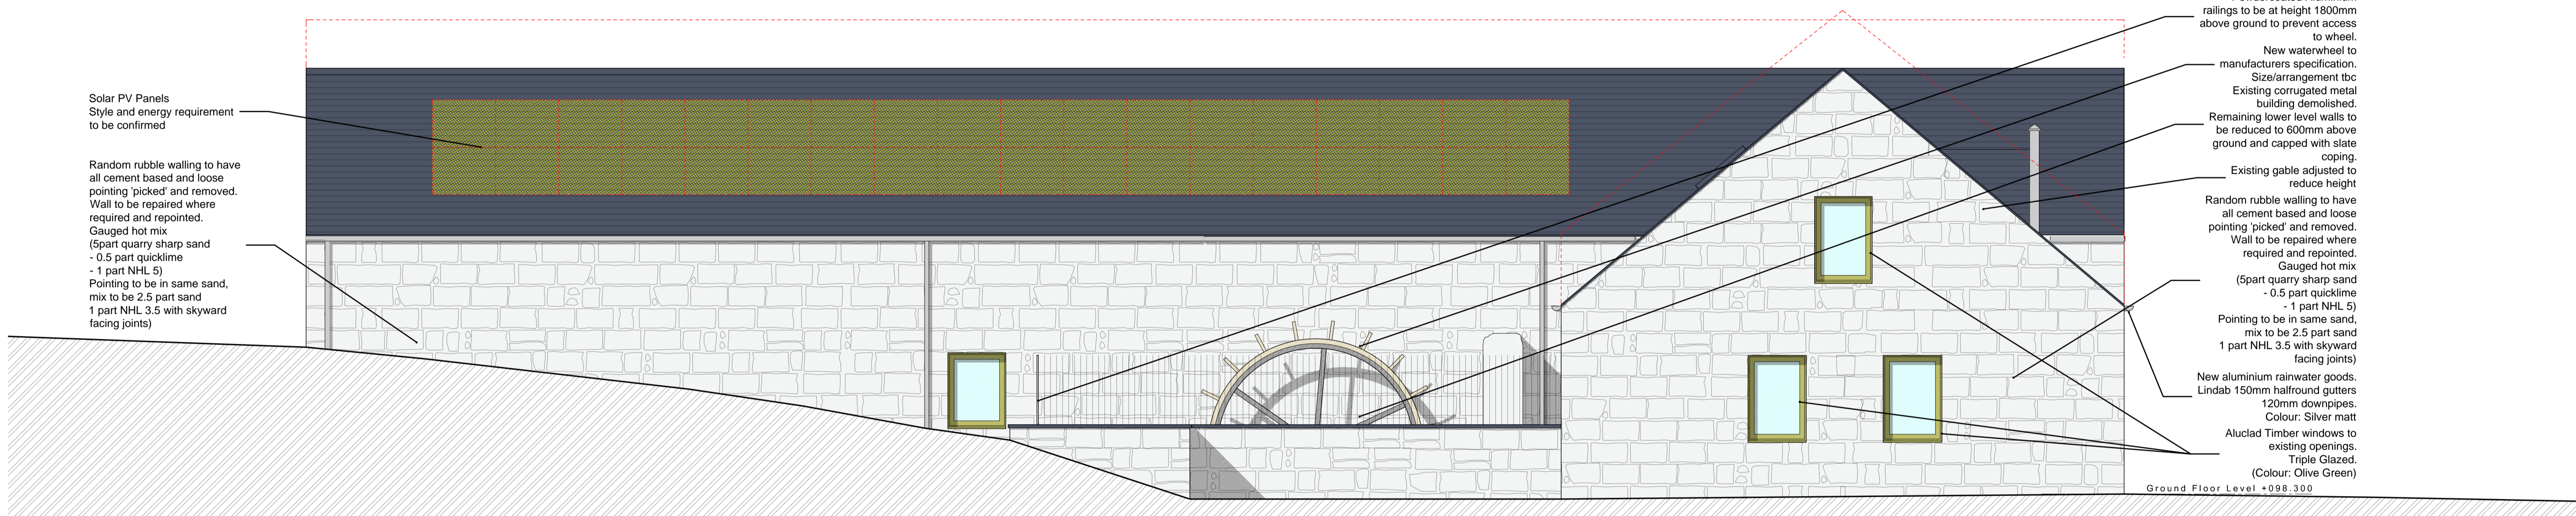 Solar PV Panels
Style and energy requirement
to be confirmed
Random rubble walling to have
all cement based and loose
pointing 'picked' and removed.
Wall to be repaired where
required and repointed.
Gauged hot mix
(5part quarry sharp sand
- 0.5 part quicklime
- 1 part NHL 5)
Pointing to be in same sand,
mix to be 2.5 part sand
1 part NHL 3.5 with skyward
facing joints)
railings to be at height 1800mm
above ground to prevent access
to wheel.
New waterwheel to
manufacturers specification.
Size/arrangement tbc
Existing corrugated metal
building demolished.
Remaining lower level walls to
be reduced to 600mm above
ground and capped with slate
coping.
Existing gable adjusted to
reduce height
Random rubble walling to have
all cement based and loose
pointing 'picked' and removed.
Wall to be repaired where
required and repointed.
Gauged hot mix
(5part quarry sharp sand
- 0.5 part quicklime
- 1 part NHL 5)
Pointing to be in same sand,
mix to be 2.5 part sand
1 part NHL 3.5 with skyward
facing joints)
New aluminium rainwater goods.
Lindab 150mm halfround gutters
120mm downpipes.
Colour: Silver matt
Aluclad Timber windows to
existing openings.
Triple Glazed.
(Colour: Olive Green)
Ground Floor Level +098.300